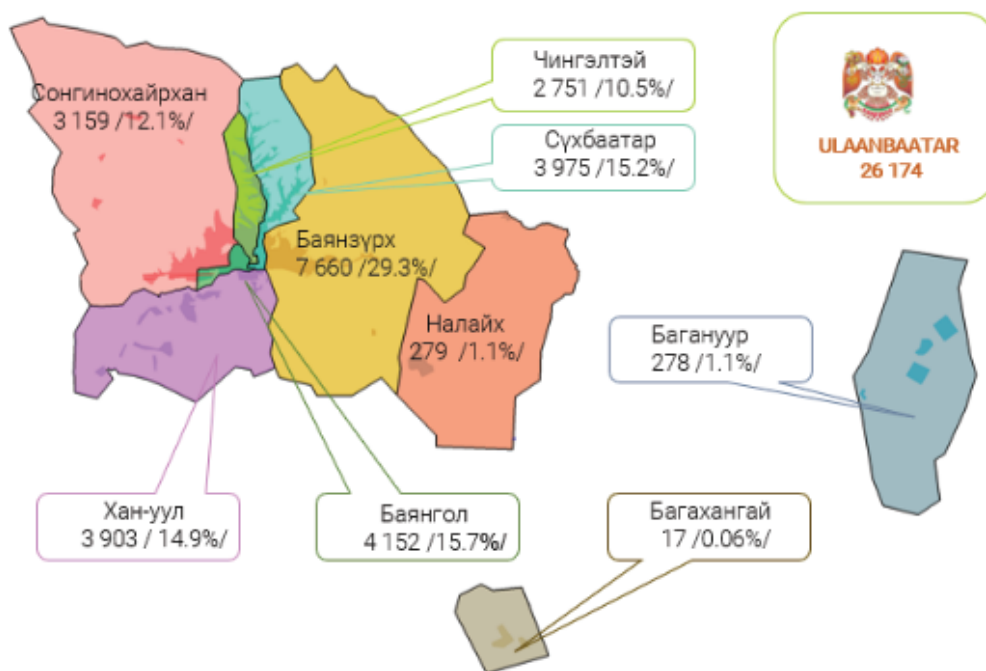 Чингэлтэй
2 751 /10.5%/
ULAANBAATAR
26 174
Сонгинохайрхан
3 159 /12.1%/
Сүхбаатар
3 975 /15.2%/
Баянзүрх
7 660 /29.3%/
Налайх
279 /1.1%/
Багануур
278 /1.1%/
Хан-уул
3 903 / 14.9%/
Баянгол
4 152 /15.7%/
Багахангай
17 /0.06%/